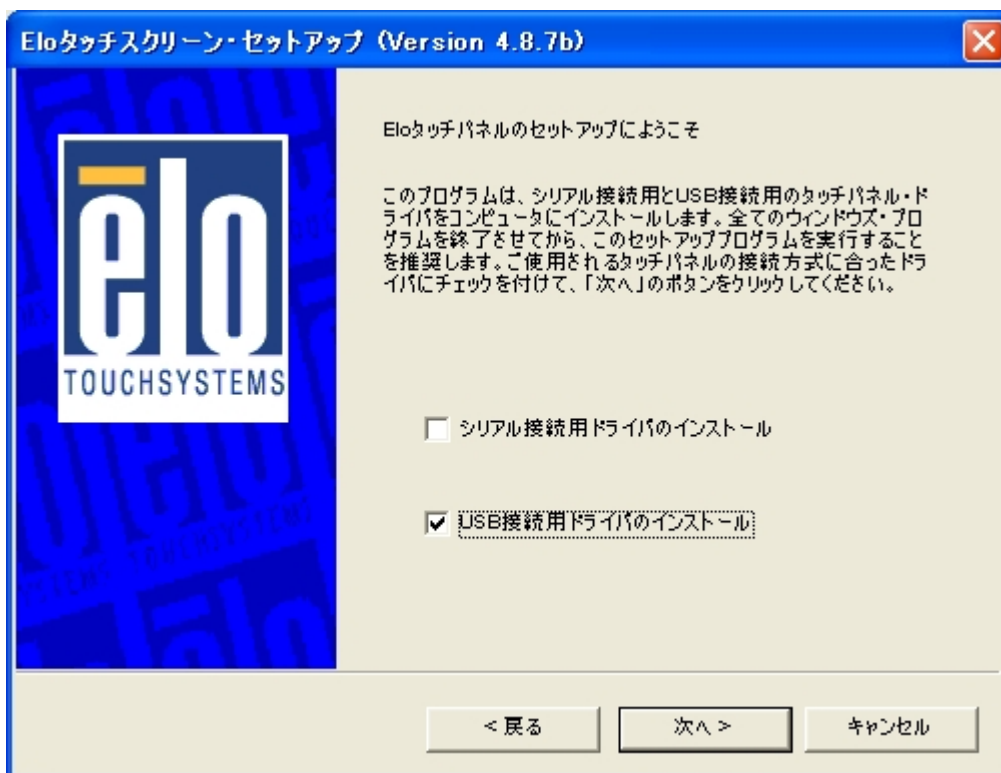 Eloタッチスクリーン・セットアップ (Version 4.8.7b)
ēlo
TOUCHSYSTEMS
Eloタッチパネルのセットアップにようこそ
このプログラムは、シリアル接続用とUSB接続用のタッチパネル・ド
ライバをコンピュータにインストールします。全てのウィンドウズ・プロ
グラムを終了させてから、このセットアッププログラムを実行すること
を推奨します。ご使用されるタッチパネルの接続方式に合ったドラ
イバにチェックを付けて、「次へ」のボタンをクリックしてください。
シリアル接続用ドライバのインストール
USB接続用ドライバのインストール
< 戻る
次へ >
キャンセル